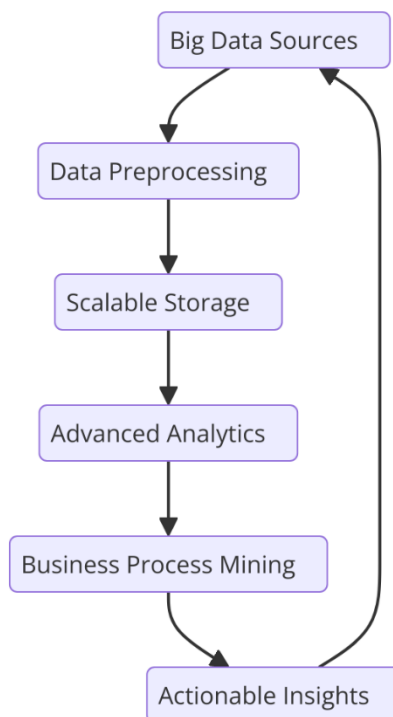 Big Data Sources
Data Preprocessing
Scalable Storage
Advanced Analytics
Business Process Mining
Actionable Insights